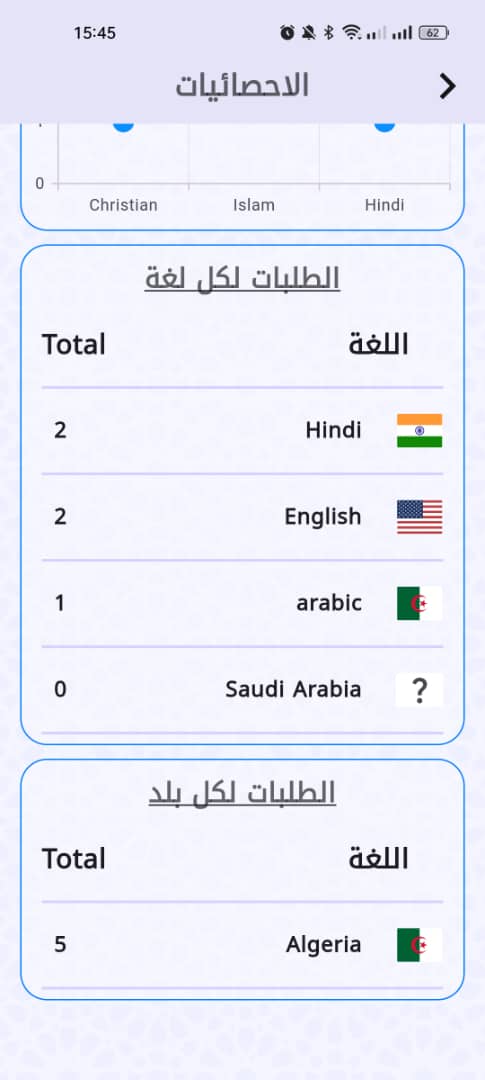 15:45
62
الاحصائيات
0
Christian Islam Hindi
الطلبات لكل لغة
اللغة Total
Hindi 2
English 2
arabic 1
? Saudi Arabia 0
الطلبات لكل بلد
اللغة Total
Algeria 5